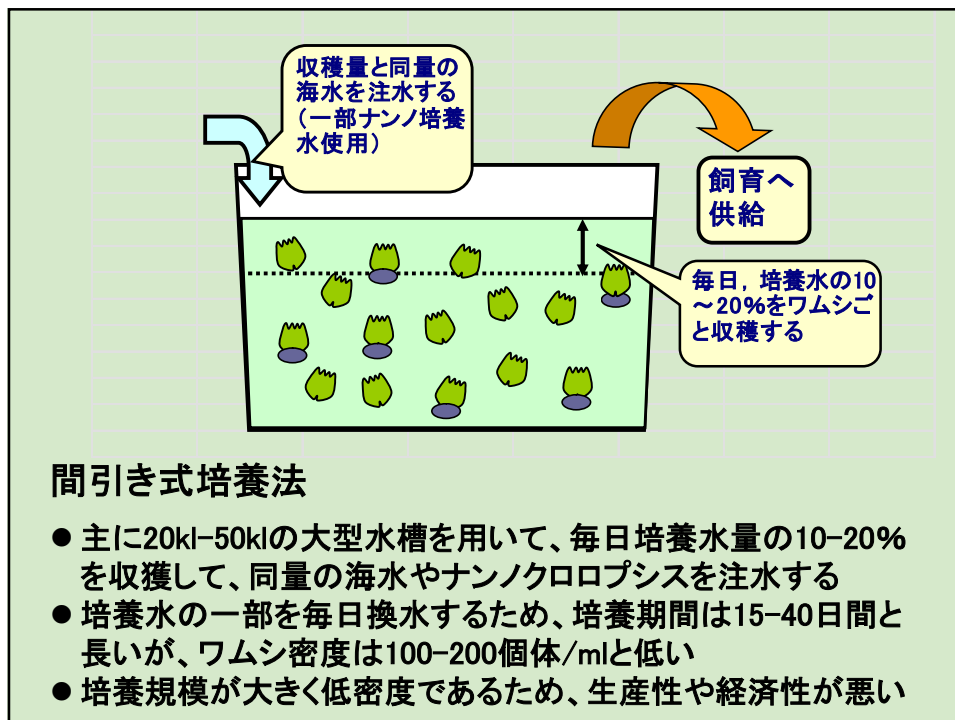 収穫量と同量の
海水を注水する
（一部ナンノ培養
水使用）
飼育へ
供給
毎日，培養水の10
～20％をワムシご
と収穫する
間引き式培養法
● 主に20kl-50klの大型水槽を用いて、毎日培養水量の10-20％
を収獲して、同量の海水やナンノクロロプシスを注水する
● 培養水の一部を毎日換水するため、培養期間は15-40日間と
長いが、ワムシ密度は100-200個体/mlと低い
● 培養規模が大きく低密度であるため、生産性や経済性が悪い